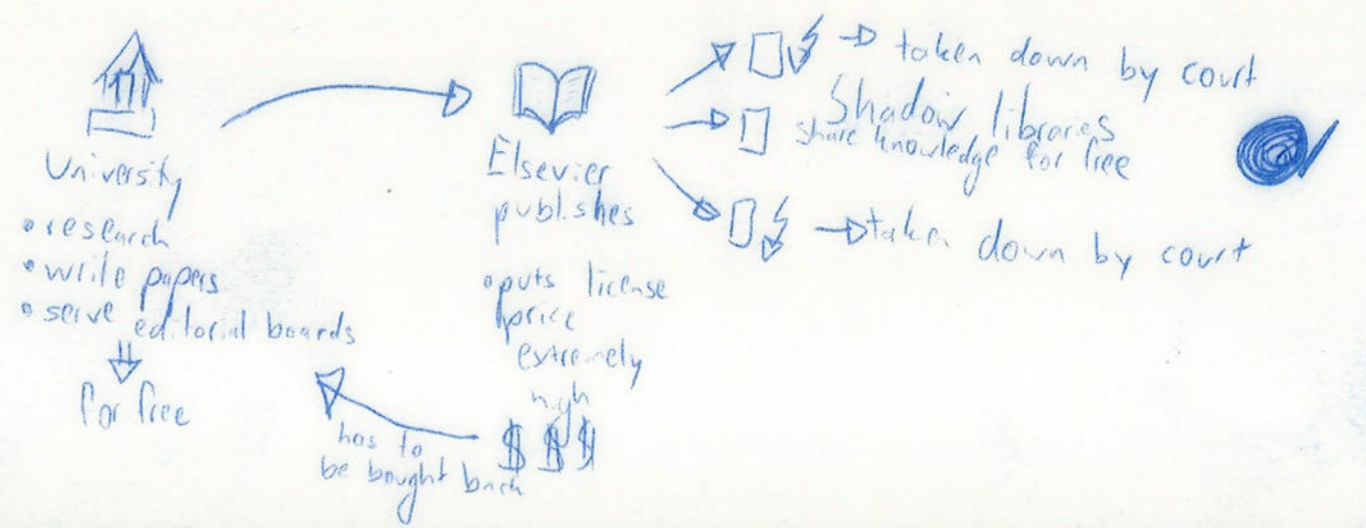 University
• research
• write papers
• serve editorial boards
for free
Elsevier
publishes
• puts license
price
extremely
high
$ $ $
has to
be bought back
taken down by court
Shadow libraries
share knowledge for free
taken down by court